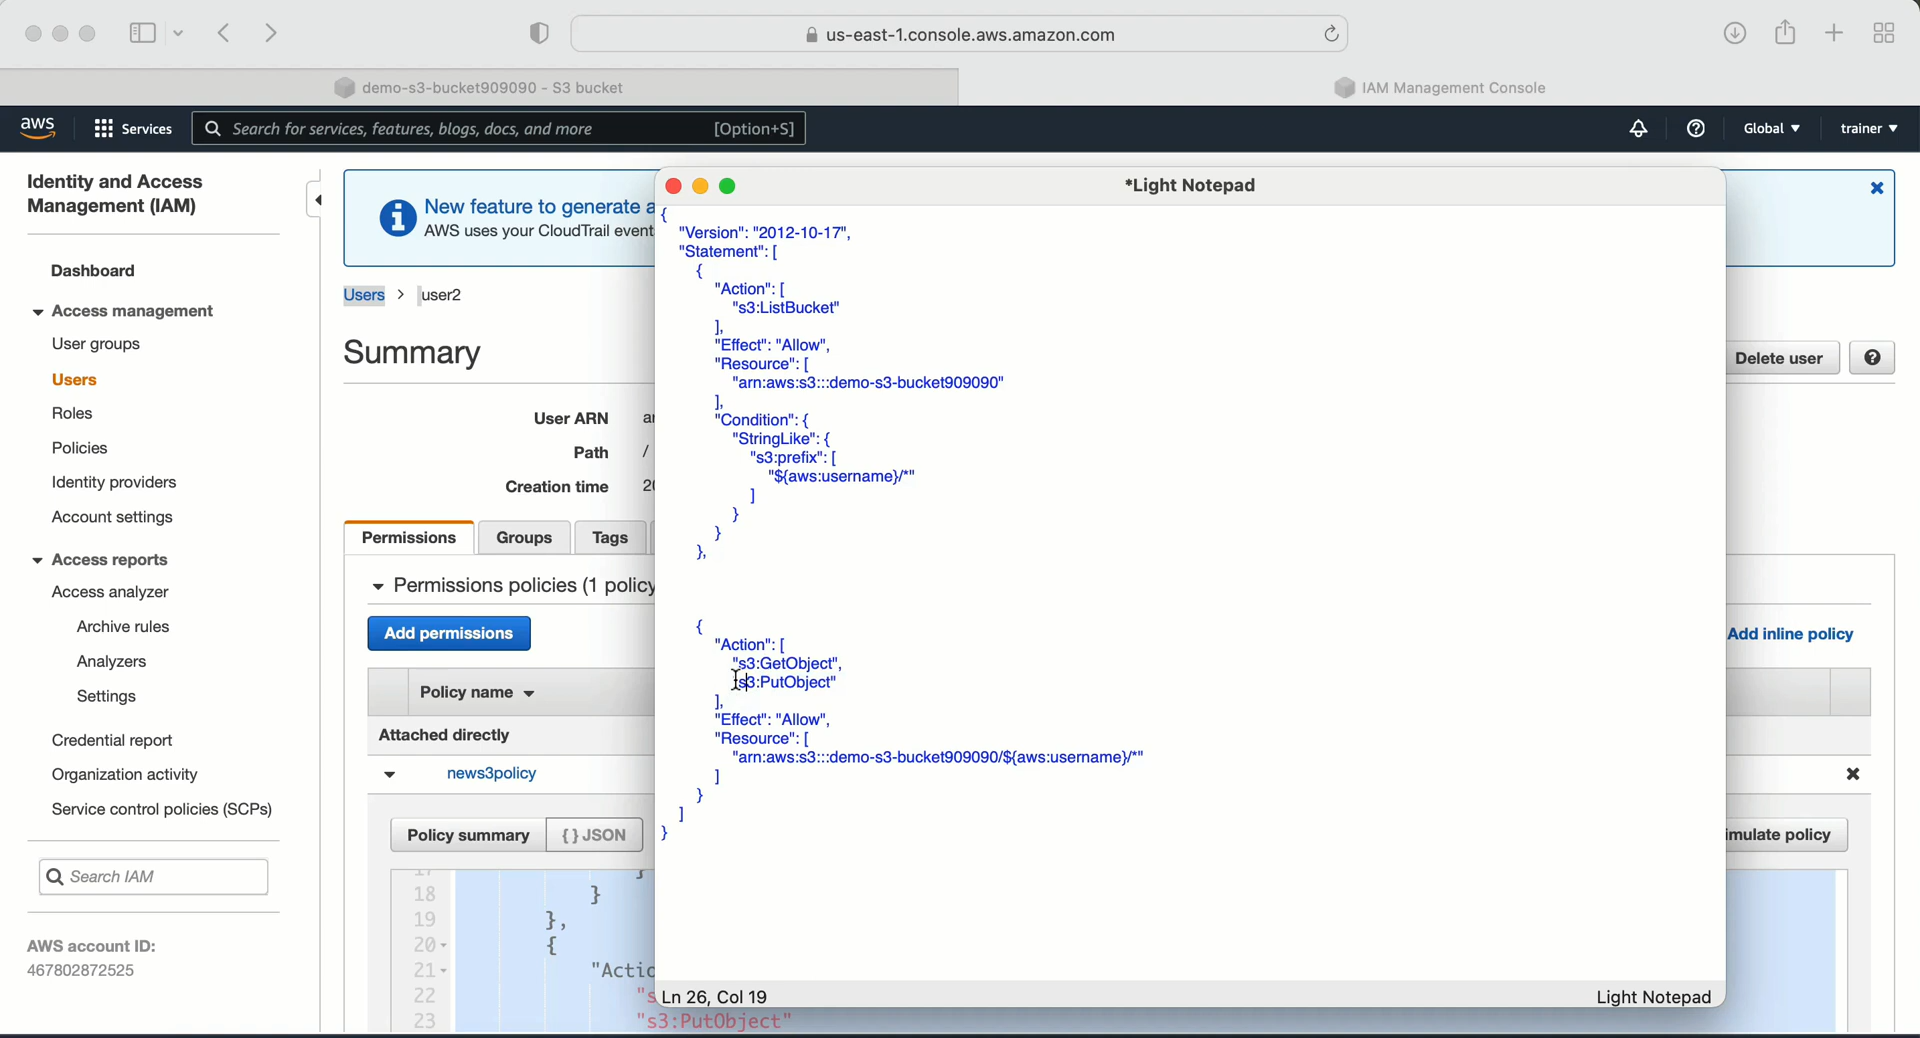 us-east-1.console.aws.amazon.com
demo-s3-bucket909090 - S3 bucket
IAM Management Console
aws
Services
Search for services, features, blogs, docs, and more
[Option+S]
Global
trainer
Identity and Access
Management (IAM)
Dashboard
Access management
User groups
Users
Roles
Policies
Identity providers
Account settings
Access reports
Access analyzer
Archive rules
Analyzers
Settings
Credential report
Organization activity
Service control policies (SCPs)
Search IAM
AWS account ID:
467802872525
New feature to generate a
AWS uses your CloudTrail event
Users > user2
Summary
Delete user
User ARN
Path /
Creation time
Permissions
Groups
Tags
Permissions policies (1 policy
Add permissions
Add inline policy
Policy name
Attached directly
news3policy
Policy summary
{ } JSON
imulate policy
17 }
18 }
19 },
20 {
21 "Actic
22 "s
23 "s3:PutObject"
*Light Notepad
{
"Version": "2012-10-17",
"Statement": [
{
"Action": [
"s3:ListBucket"
],
"Effect": "Allow",
"Resource": [
"arn:aws:s3:::demo-s3-bucket909090"
],
"Condition": {
"StringLike": {
"s3:prefix": [
"${aws:username}/*"
]
}
}
},
{
"Action": [
"s3:GetObject",
"s3:PutObject"
],
"Effect": "Allow",
"Resource": [
"arn:aws:s3:::demo-s3-bucket909090/${aws:username}/*"
]
}
]
}
Ln 26, Col 19
Light Notepad